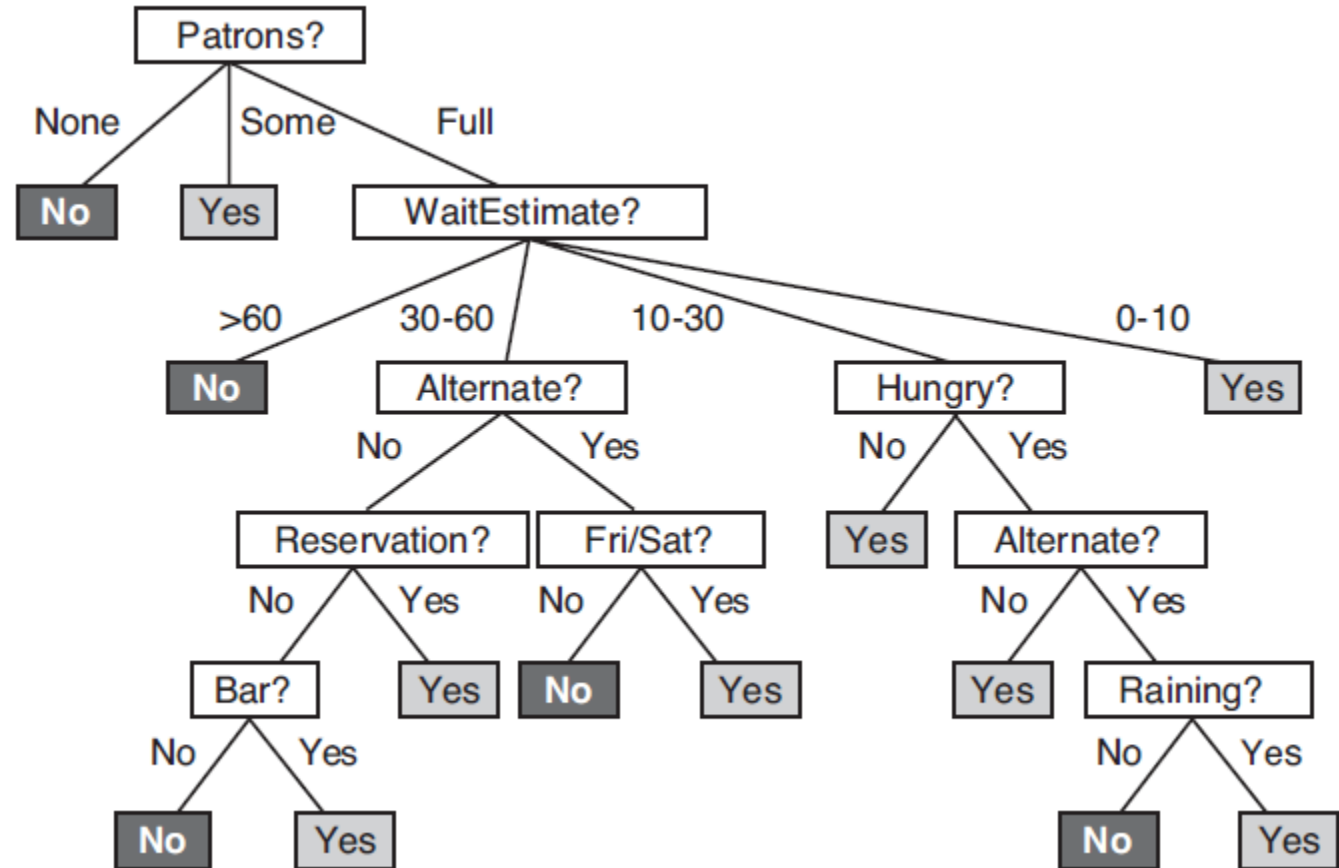 Patrons?
None Some Full
No Yes WaitEstimate?
>60 30-60 10-30 0-10
No Alternate? Hungry? Yes
No Yes No Yes
Reservation? Fri/Sat? Yes Alternate?
No Yes No Yes No Yes
Bar? Yes No Yes Yes Raining?
No Yes No Yes
No Yes No Yes